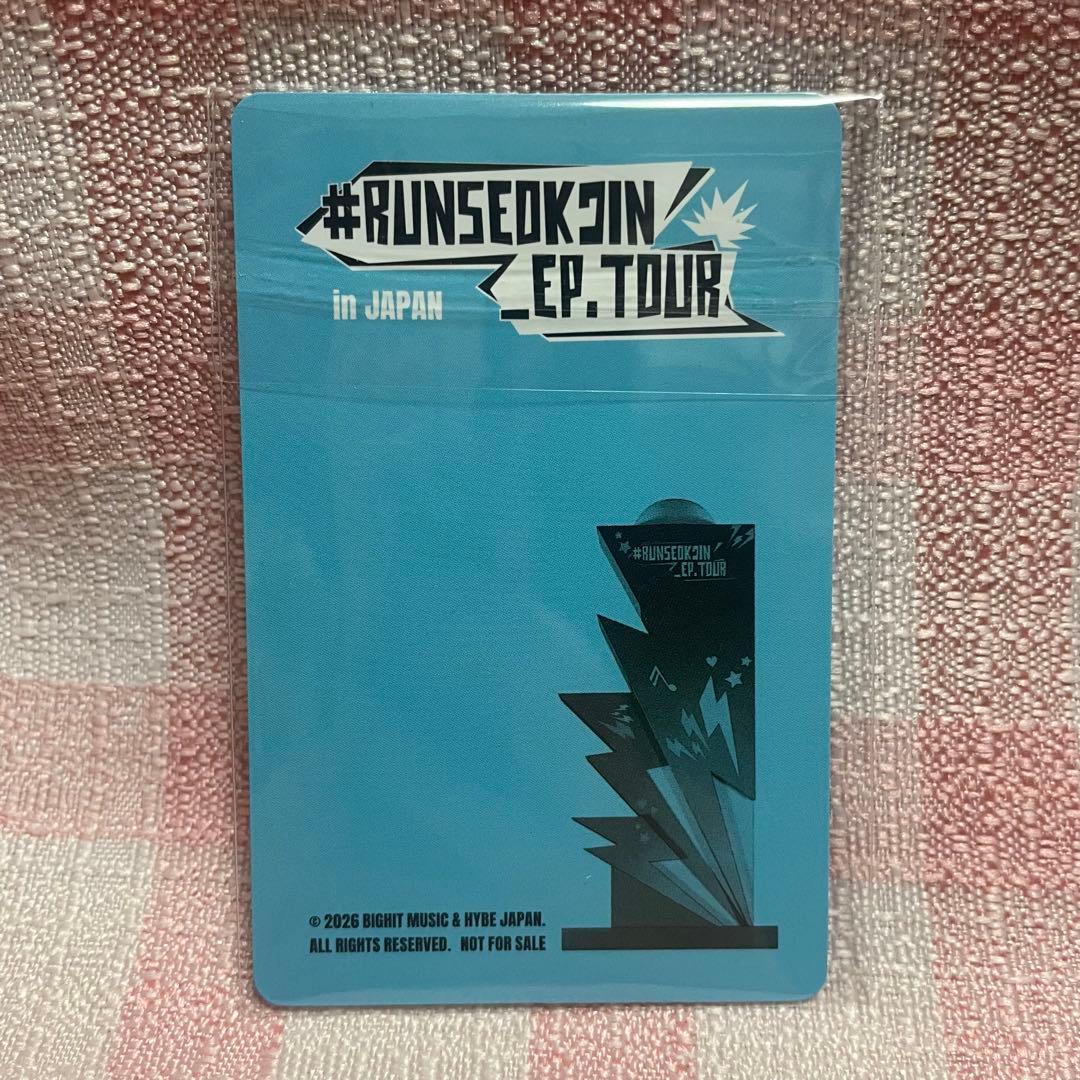 #RUNSEOKJIN
_EP.TOUR
in JAPAN
#RUNSEOKJIN
_EP.TOUR
© 2026 BIGHIT MUSIC & HYBE JAPAN.
ALL RIGHTS RESERVED. NOT FOR SALE